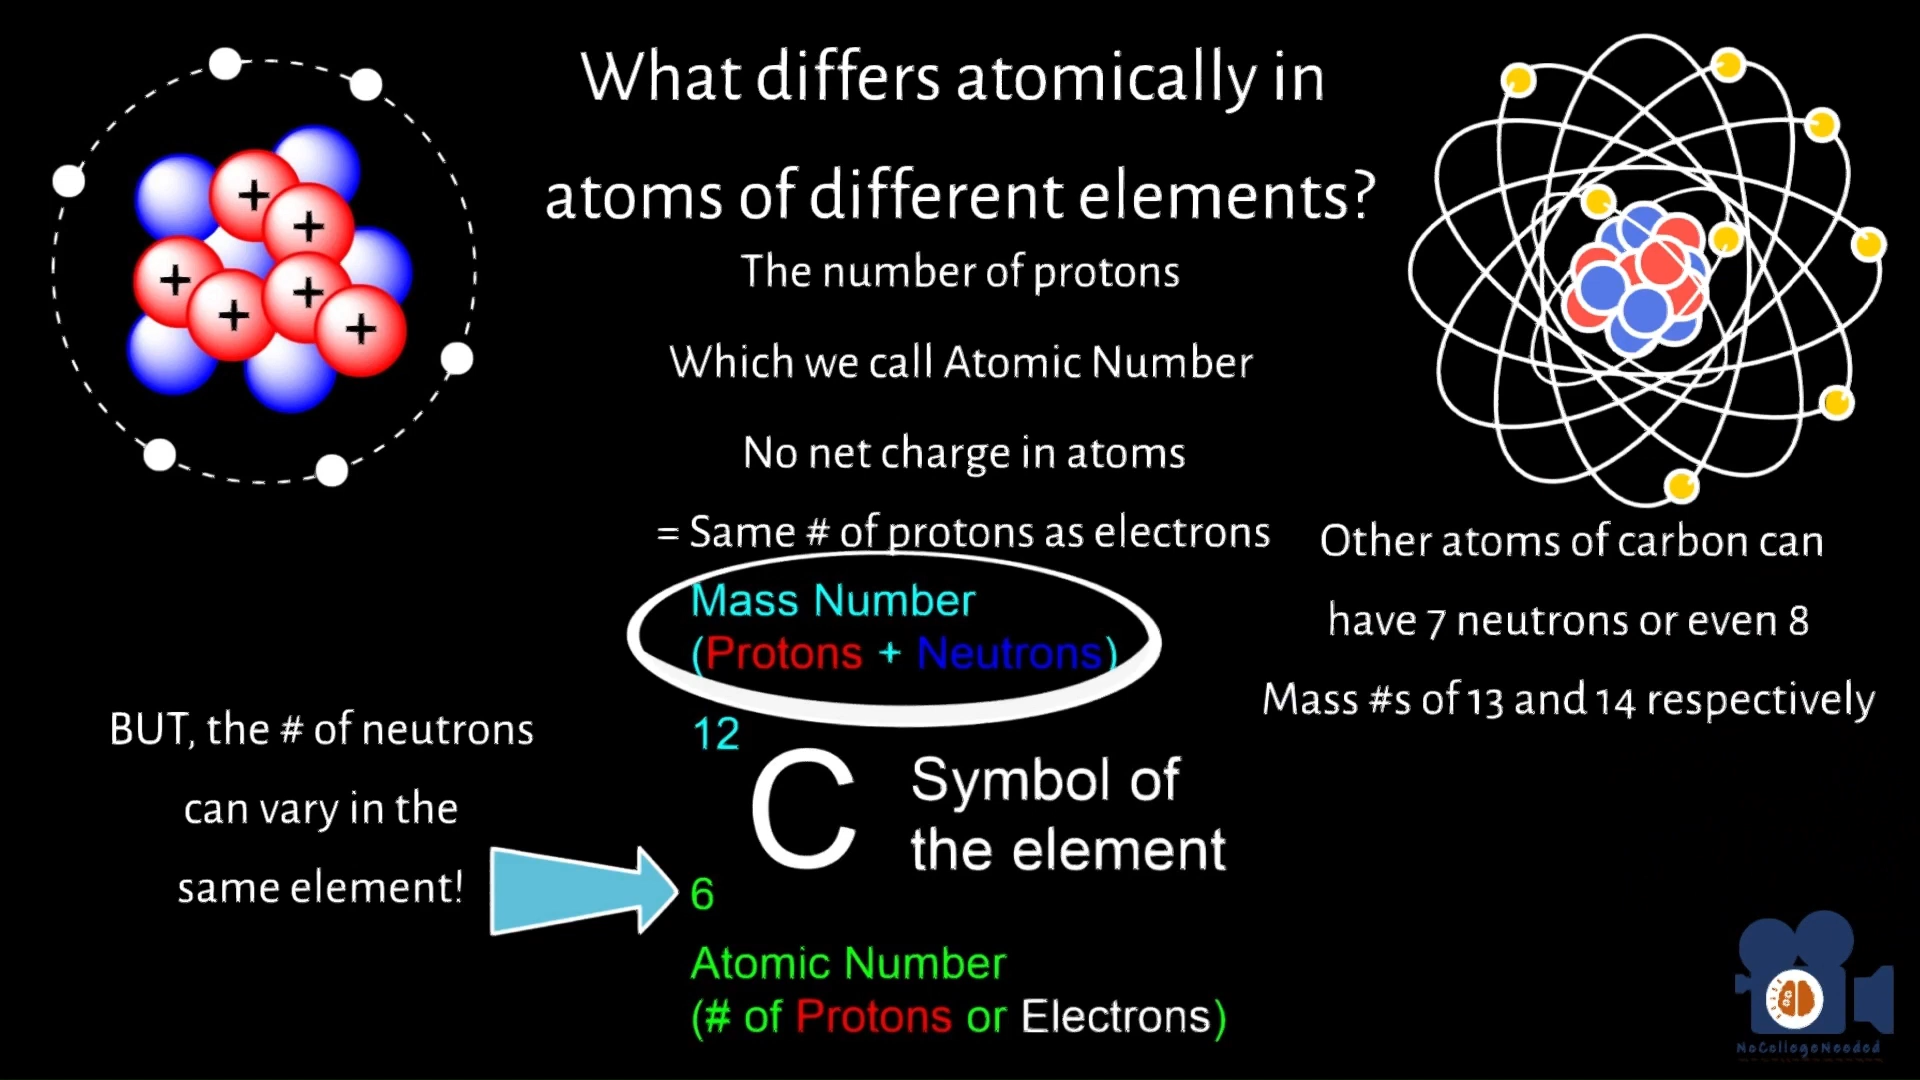 What differs atomically in
atoms of different elements?
The number of protons
Which we call Atomic Number
No net charge in atoms
= Same # of protons as electrons
Mass Number
(Protons + Neutrons)
12
C
Symbol of
the element
6
Atomic Number
(# of Protons or Electrons)
BUT, the # of neutrons
can vary in the
same element!
Other atoms of carbon can
have 7 neutrons or even 8
Mass #s of 13 and 14 respectively
+
+
+
+
+
+
NoCollegeNeeded